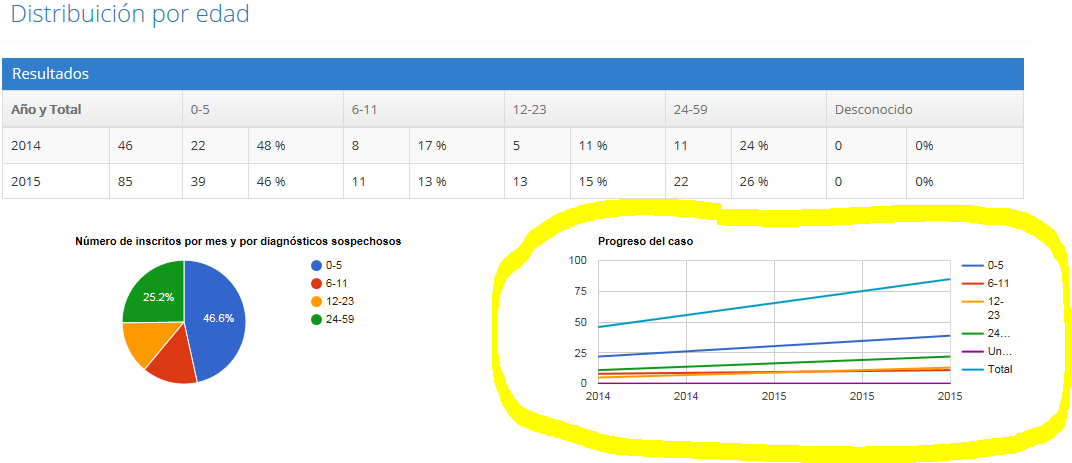 Distribuición por edad
Resultados
Año y Total 0-5 6-11 12-23 24-59 Desconocido
2014 46 22 48 % 8 17 % 5 11 % 11 24 % 0 0%
2015 85 39 46 % 11 13 % 13 15 % 22 26 % 0 0%
Número de inscritos por mes y por diagnósticos sospechosos
25.2%
46.6%
0-5
6-11
12-23
24-59
Progreso del caso
100
75
50
25
0
2014 2014 2015 2015 2015
0-5
6-11
12-
23
24...
Un...
Total